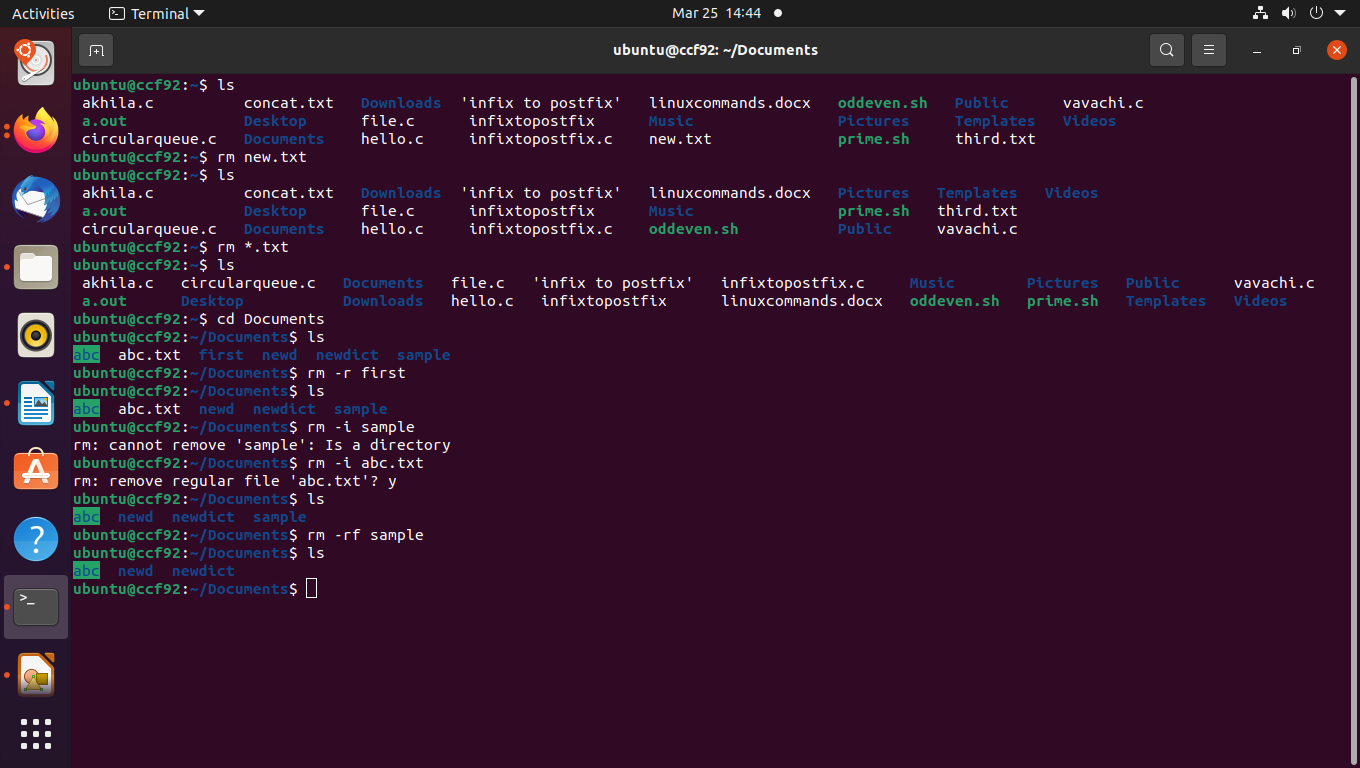 Activities Terminal Mar 25 14:44
ubuntu@ccf92: ~/Documents
ubuntu@ccf92:~$ ls
akhila.c concat.txt Downloads 'infix to postfix' linuxcommands.docx oddeven.sh Public vavachi.c
a.out Desktop file.c infixtopostfix Music Pictures Templates Videos
circularqueue.c Documents hello.c infixtopostfix.c new.txt prime.sh third.txt
ubuntu@ccf92:~$ rm new.txt
ubuntu@ccf92:~$ ls
akhila.c concat.txt Downloads 'infix to postfix' linuxcommands.docx Pictures Templates Videos
a.out Desktop file.c infixtopostfix Music prime.sh third.txt
circularqueue.c Documents hello.c infixtopostfix.c oddeven.sh Public vavachi.c
ubuntu@ccf92:~$ rm *.txt
ubuntu@ccf92:~$ ls
akhila.c circularqueue.c Documents file.c 'infix to postfix' infixtopostfix.c Music Pictures Public vavachi.c
a.out Desktop Downloads hello.c infixtopostfix linuxcommands.docx oddeven.sh prime.sh Templates Videos
ubuntu@ccf92:~$ cd Documents
ubuntu@ccf92:~/Documents$ ls
abc abc.txt first newd newdict sample
ubuntu@ccf92:~/Documents$ rm -r first
ubuntu@ccf92:~/Documents$ ls
abc abc.txt newd newdict sample
ubuntu@ccf92:~/Documents$ rm -i sample
rm: cannot remove 'sample': Is a directory
ubuntu@ccf92:~/Documents$ rm -i abc.txt
rm: remove regular file 'abc.txt'? y
ubuntu@ccf92:~/Documents$ ls
abc newd newdict sample
ubuntu@ccf92:~/Documents$ rm -rf sample
ubuntu@ccf92:~/Documents$ ls
abc newd newdict
ubuntu@ccf92:~/Documents$